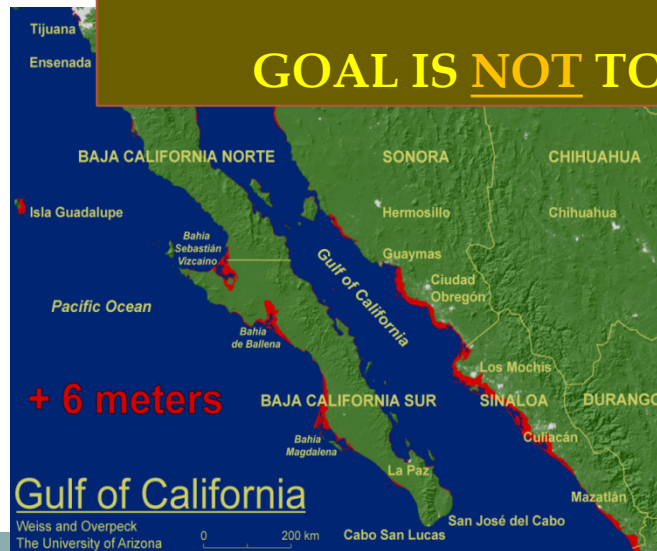 GOAL IS NOT TO
Tijuana
Ensenada
BAJA CALIFORNIA NORTE
SONORA
CHIHUAHUA
Isla Guadalupe
Hermosillo
Chihuahua
Bahia
Sebastián
Vizcaino
Guaymas
Gulf of California
Ciudad
Obregón
Pacific Ocean
Bahia
de Ballena
Los Mochis
+ 6 meters
BAJA CALIFORNIA SUR
SINALOA
DURANGO
Culiacán
Bahia
Magdalena
La Paz
Mazatlán
Gulf of California
San José del Cabo
Weiss and Overpeck
The University of Arizona
0
200 km
Cabo San Lucas